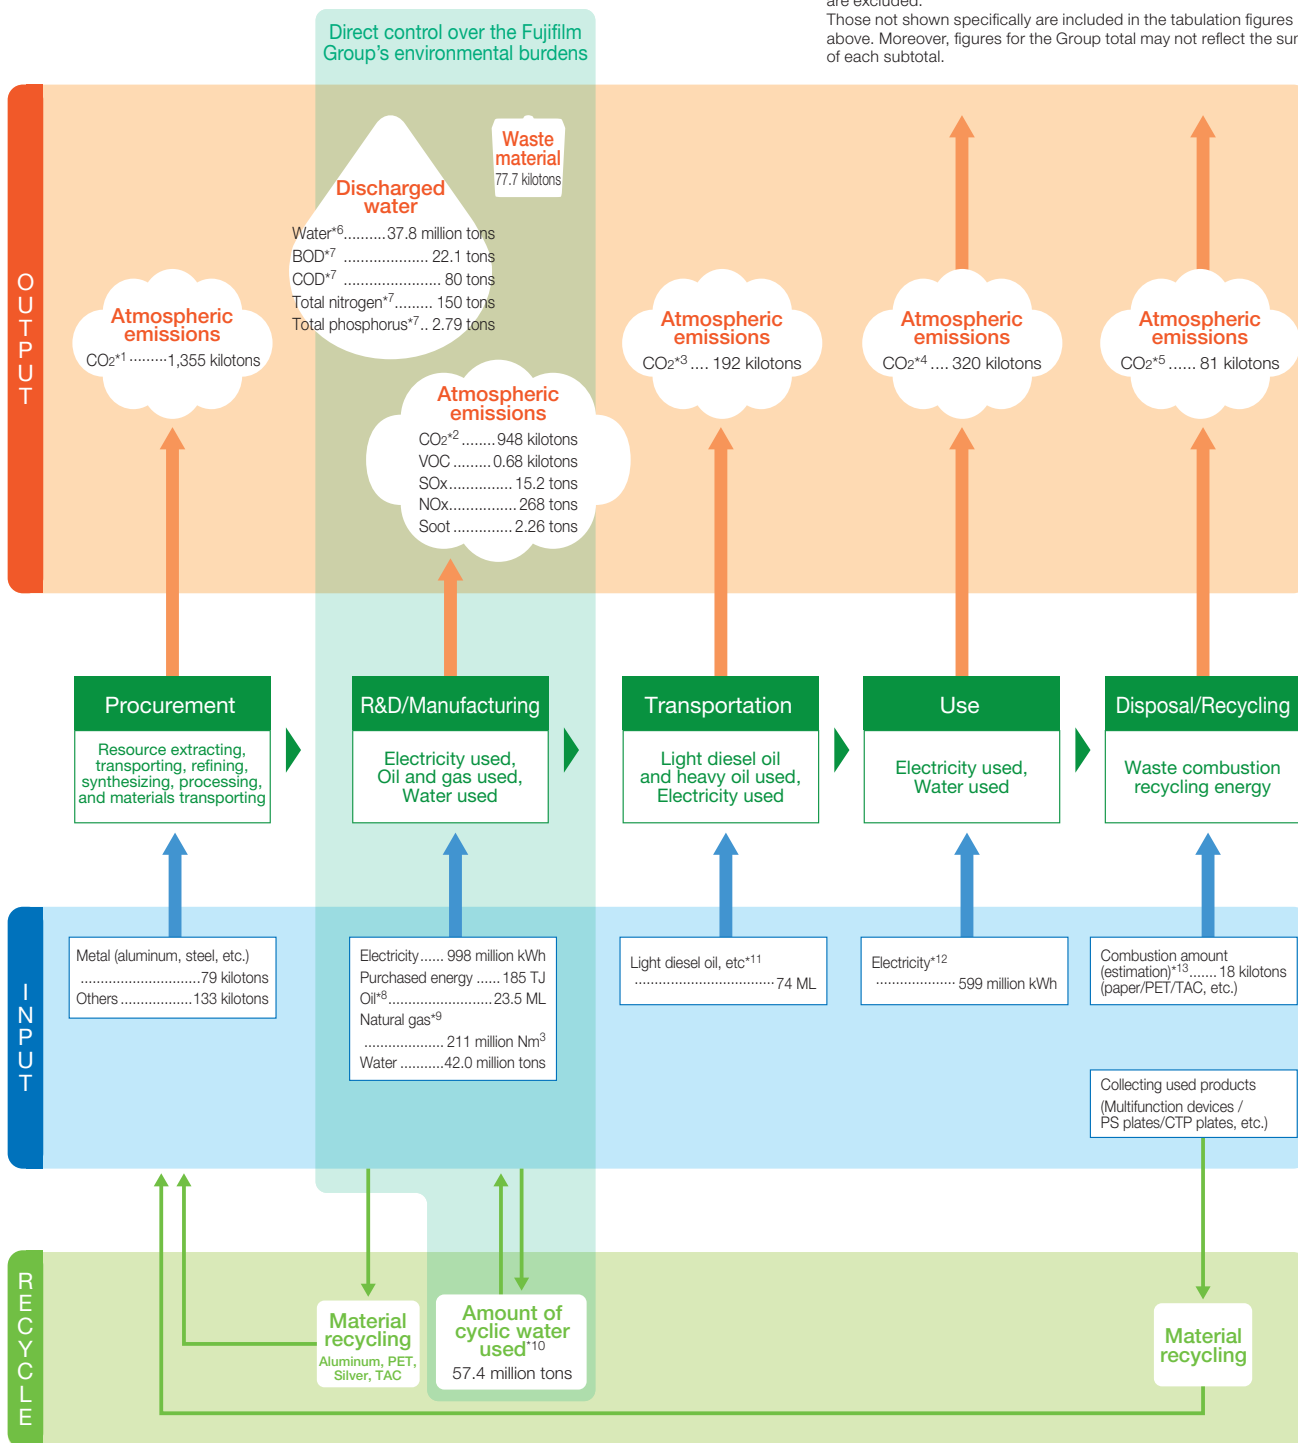 are excluded.
Those not shown specifically are included in the tabulation figures
above. Moreover, figures for the Group total may not reflect the sum
of each subtotal.
Direct control over the Fujifilm
Group's environmental burdens
OUTPUT
Waste
material
77.7 kilotons
Discharged
water
Water*6..........37.8 million tons
BOD*7 .................... 22.1 tons
COD*7 ....................... 80 tons
Total nitrogen*7......... 150 tons
Total phosphorus*7.. 2.79 tons
Atmospheric
emissions
CO2*1 .........1,355 kilotons
Atmospheric
emissions
CO2*2 ........948 kilotons
VOC .........0.68 kilotons
SOx............... 15.2 tons
NOx................ 268 tons
Soot .............. 2.26 tons
Atmospheric
emissions
CO2*3 .... 192 kilotons
Atmospheric
emissions
CO2*4 .... 320 kilotons
Atmospheric
emissions
CO2*5 ...... 81 kilotons
Procurement
Resource extracting,
transporting, refining,
synthesizing, processing,
and materials transporting
R&D/Manufacturing
Electricity used,
Oil and gas used,
Water used
Transportation
Light diesel oil
and heavy oil used,
Electricity used
Use
Electricity used,
Water used
Disposal/Recycling
Waste combustion
recycling energy
INPUT
Metal (aluminum, steel, etc.)
.............................79 kilotons
Others .................133 kilotons
Electricity...... 998 million kWh
Purchased energy ...... 185 TJ
Oil*8.........................23.5 ML
Natural gas*9
.................... 211 million Nm3
Water ...........42.0 million tons
Light diesel oil, etc*11
................................... 74 ML
Electricity*12
.................... 599 million kWh
Combustion amount
(estimation)*13....... 18 kilotons
(paper/PET/TAC, etc.)
Collecting used products
(Multifunction devices /
PS plates/CTP plates, etc.)
RECYCLE
Material
recycling
Aluminum, PET,
Silver, TAC
Amount of
cyclic water
used*10
57.4 million tons
Material
recycling